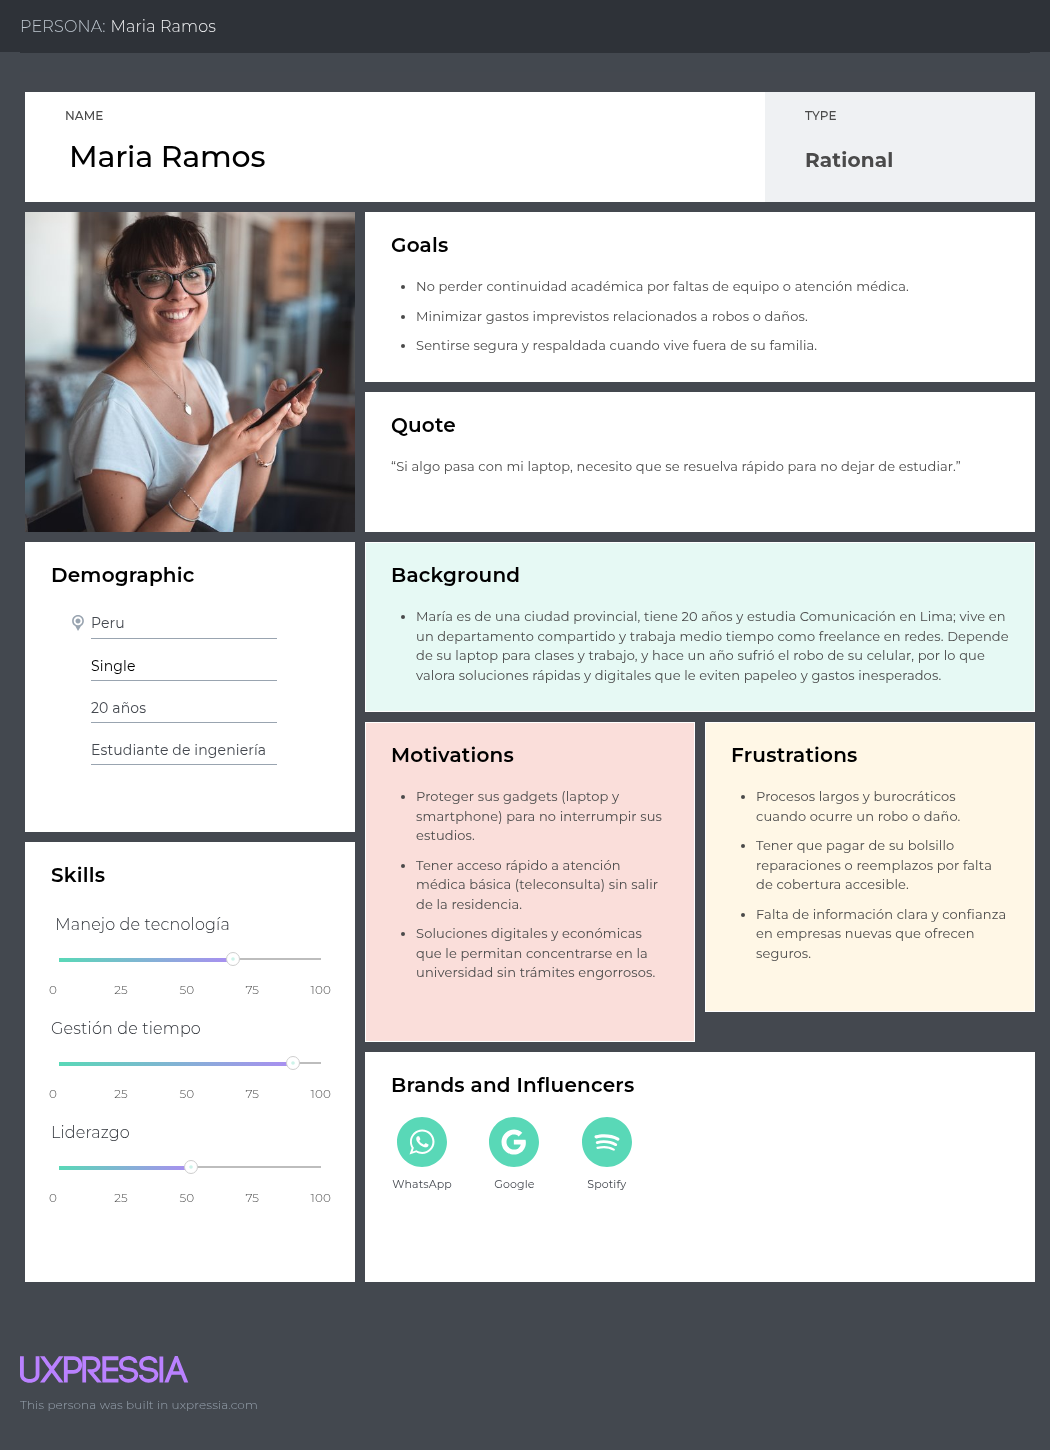 PERSONA: Maria Ramos
NAME
Maria Ramos
TYPE
Rational
Goals
• No perder continuidad académica por faltas de equipo o atención médica.
• Minimizar gastos imprevistos relacionados a robos o daños.
• Sentirse segura y respaldada cuando vive fuera de su familia.
Quote
“Si algo pasa con mi laptop, necesito que se resuelva rápido para no dejar de estudiar.”
Demographic
Peru
Single
20 años
Estudiante de ingeniería
Background
• María es de una ciudad provincial, tiene 20 años y estudia Comunicación en Lima; vive en
un departamento compartido y trabaja medio tiempo como freelance en redes. Depende
de su laptop para clases y trabajo, y hace un año sufrió el robo de su celular, por lo que
valora soluciones rápidas y digitales que le eviten papeleo y gastos inesperados.
Motivations
• Proteger sus gadgets (laptop y
smartphone) para no interrumpir sus
estudios.
• Tener acceso rápido a atención
médica básica (teleconsulta) sin salir
de la residencia.
• Soluciones digitales y económicas
que le permitan concentrarse en la
universidad sin trámites engorrosos.
Frustrations
• Procesos largos y burocráticos
cuando ocurre un robo o daño.
• Tener que pagar de su bolsillo
reparaciones o reemplazos por falta
de cobertura accesible.
• Falta de información clara y confianza
en empresas nuevas que ofrecen
seguros.
Skills
Manejo de tecnología
0 25 50 75 100
Gestión de tiempo
0 25 50 75 100
Liderazgo
0 25 50 75 100
Brands and Influencers
WhatsApp Google Spotify
UXPRESSIA
This persona was built in uxpressia.com